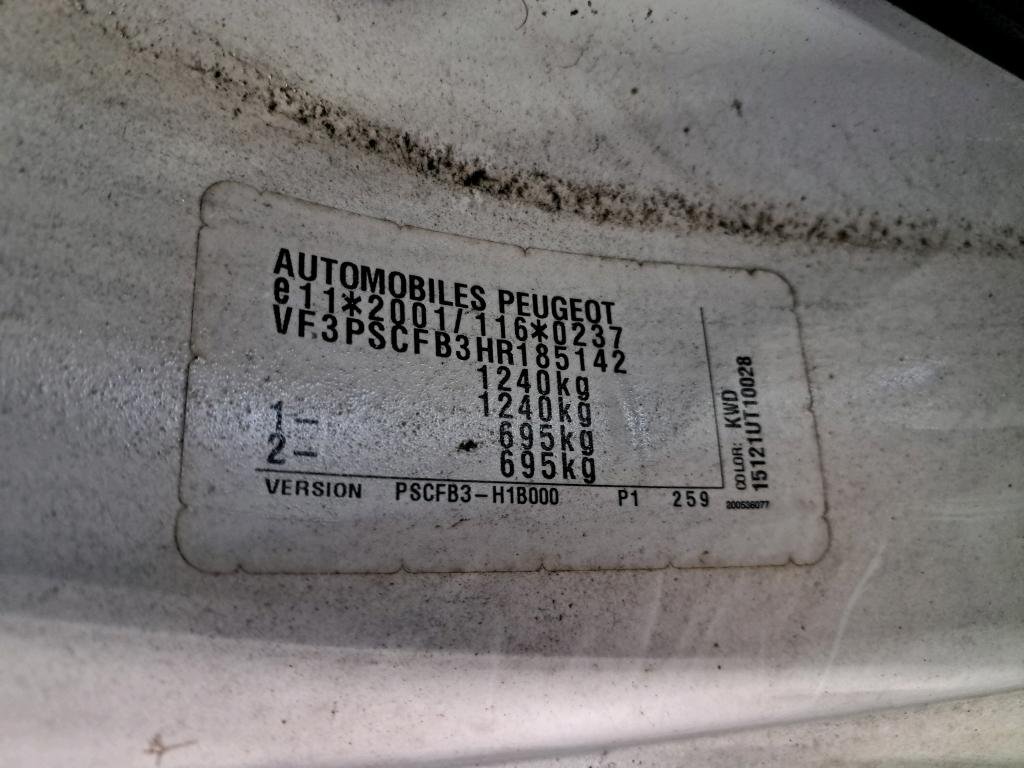 AUTOMOBILES PEUGEOT
e11*2001/116*0237
VF3PSCFB3HR185142
1240kg
1240kg
1- 695kg
2- 695kg
VERSION PSCFB3-H1B000 P1 259
COLOR: KWD
15121UT10028
200536077